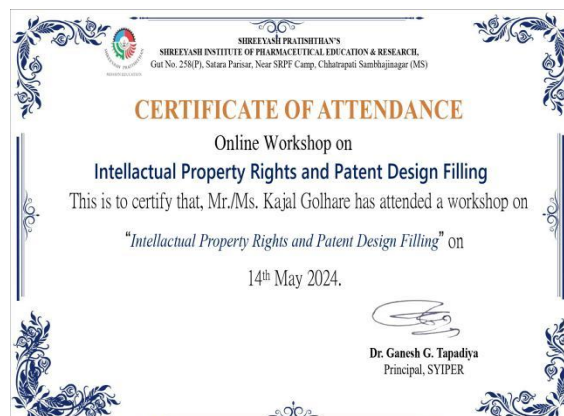 SHREEYASH PRATISHTHAN'S
SHREEYASH INSTITUTE OF PHARMACEUTICAL EDUCATION & RESEARCH,
Gut No. 258(P), Satara Parisar, Near SRPF Camp, Chhatrapati Sambhajinagar (MS)
CERTIFICATE OF ATTENDANCE
Online Workshop on
Intellactual Property Rights and Patent Design Filling
This is to certify that, Mr./Ms. Kajal Golhare has attended a workshop on
"Intellactual Property Rights and Patent Design Filling" on
14th May 2024.
Dr. Ganesh G. Tapadiya
Principal, SYIPER